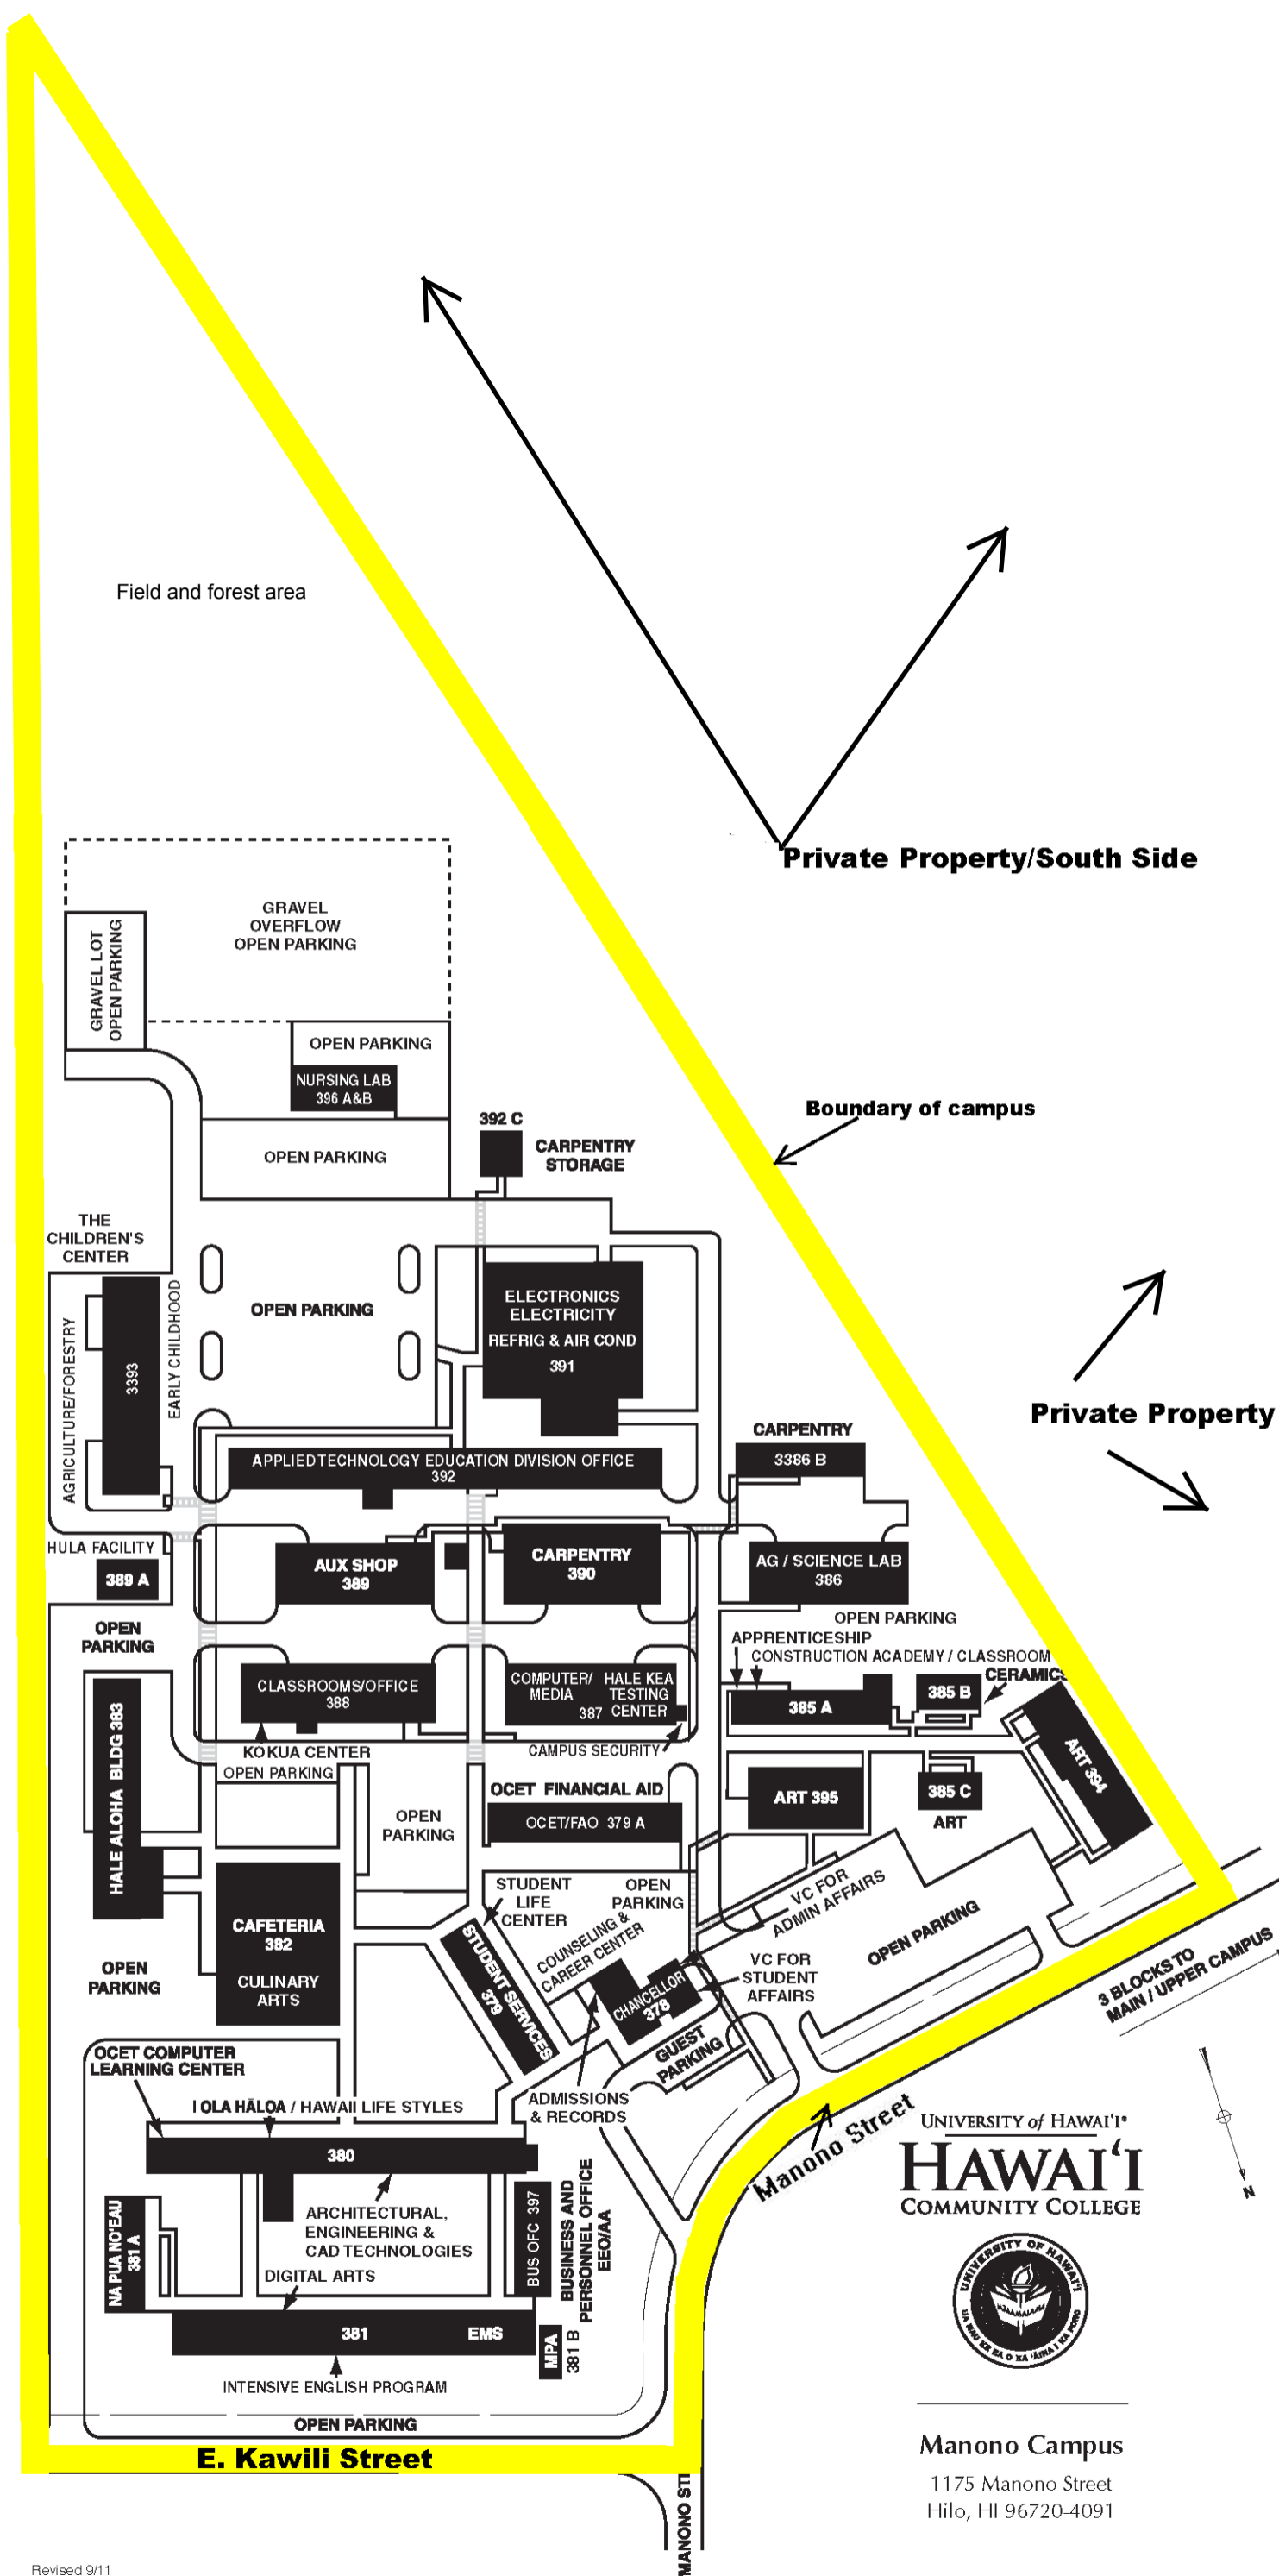 Field and forest area
Private Property/South Side
GRAVEL
OVERFLOW
OPEN PARKING
GRAVEL LOT
OPEN PARKING
OPEN PARKING
NURSING LAB
396 A&B
OPEN PARKING
392 C
CARPENTRY
STORAGE
Boundary of campus
THE
CHILDREN'S
CENTER
AGRICULTURE/FORESTRY
3393
EARLY CHILDHOOD
OPEN PARKING
ELECTRONICS
ELECTRICITY
REFRIG & AIR COND
391
Private Property
CARPENTRY
3386 B
APPLIED TECHNOLOGY EDUCATION DIVISION OFFICE
392
HULA FACILITY
389 A
AUX SHOP
389
CARPENTRY
390
AG / SCIENCE LAB
386
OPEN PARKING
OPEN
PARKING
APPRENTICESHIP
CONSTRUCTION ACADEMY / CLASSROOM
CERAMICS
CLASSROOMS/OFFICE
388
COMPUTER/
MEDIA
HALE KEA
TESTING
CENTER
387
385 A
385 B
HALE ALOHA BLDG 383
KOKUA CENTER
OPEN PARKING
CAMPUS SECURITY
ART 394
OCET FINANCIAL AID
OCET/FAO 379 A
ART 395
385 C
ART
OPEN
PARKING
CAFETERIA
382
CULINARY
ARTS
OPEN
PARKING
STUDENT
LIFE
CENTER
OPEN
PARKING
COUNSELING &
CAREER CENTER
VC FOR
ADMIN AFFAIRS
OPEN PARKING
STUDENT SERVICES
379
CHANCELLOR
378
VC FOR
STUDENT
AFFAIRS
GUEST
PARKING
3 BLOCKS TO
MAIN / UPPER CAMPUS
OCET COMPUTER
LEARNING CENTER
I OLA HĀLOA / HAWAII LIFE STYLES
ADMISSIONS
& RECORDS
380
Manono Street
N
NA PUA NO'EAU
381 A
ARCHITECTURAL,
ENGINEERING &
CAD TECHNOLOGIES
BUS OFC 397
BUSINESS AND
PERSONNEL OFFICE
EEO/AA
DIGITAL ARTS
381
EMS
MPA
381 B
INTENSIVE ENGLISH PROGRAM
OPEN PARKING
E. Kawili Street
MANONO ST
UNIVERSITY of HAWAIʻI®
HAWAIʻI
COMMUNITY COLLEGE
UNIVERSITY OF HAWAIʻI
Manono Campus
1175 Manono Street
Hilo, HI 96720-4091
Revised 9/11